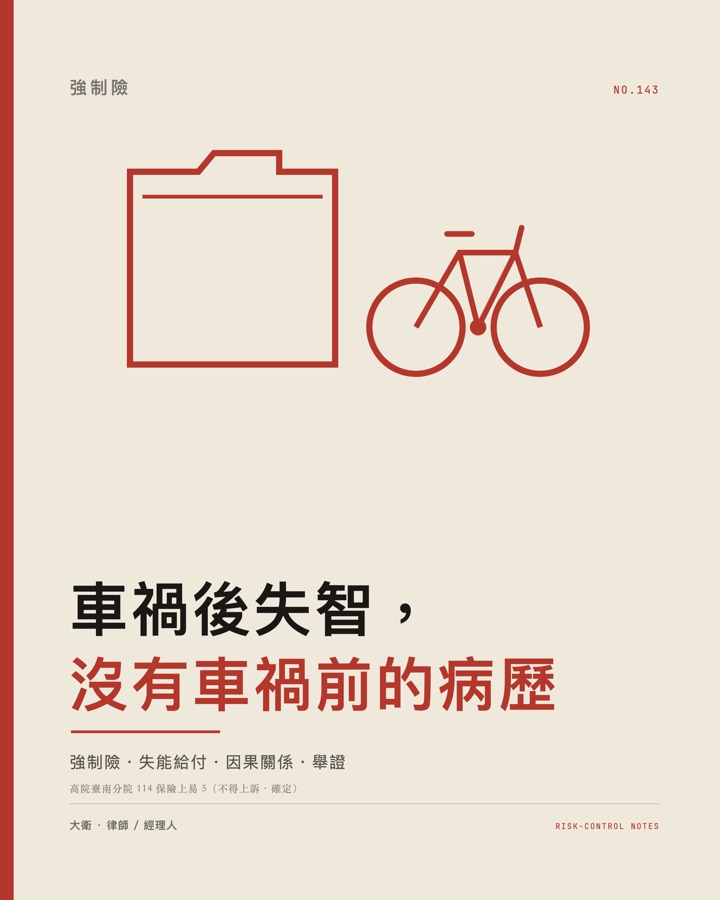 強制險
NO.143
車禍後失智，
沒有車禍前的病歷
強制險・失能給付・因果關係・舉證
高院臺南分院 114 保險上易 5（不得上訴・確定）
大衛 · 律師 / 經理人
RISK-CONTROL NOTES